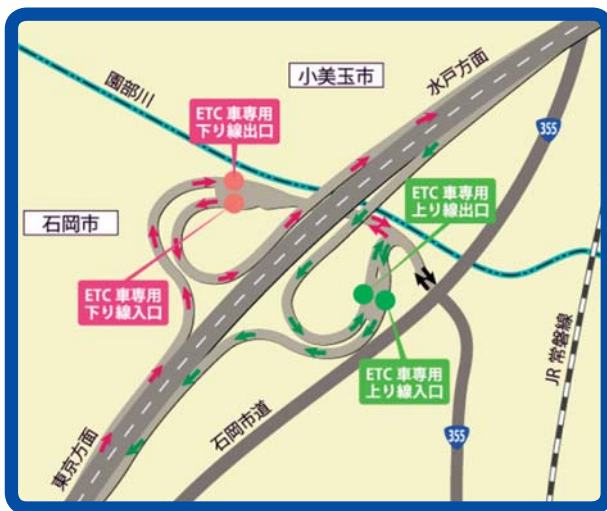 小美玉市
水戸方面
園部川
355
ETC 車専用
下り線出口
ETC 車専用
上り線出口
石岡市
ETC 車専用
下り線入口
ETC 車専用
上り線入口
JR 常磐線
石岡市道
355
東京方面